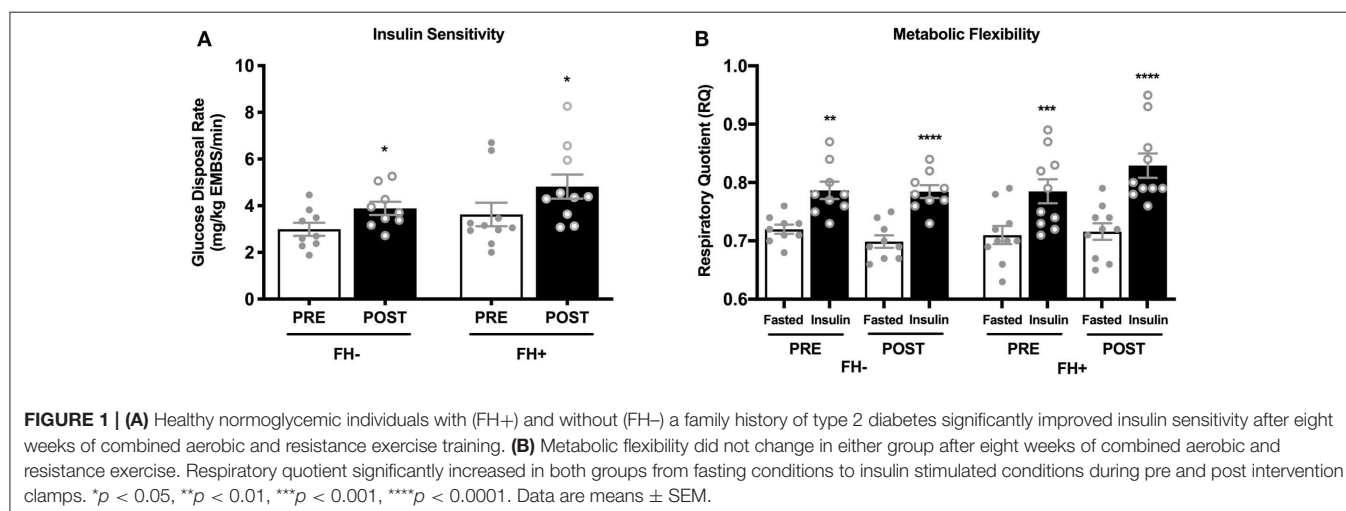 A
Insulin Sensitivity
Glucose Disposal Rate
(mg/kg EMBS/min)
10
8
6
4
2
0
*
*
PRE
POST
PRE
POST
FH-
FH+
B
Metabolic Flexibility
Respiratory Quotient (RQ)
1.0
0.9
0.8
0.7
0.6
**
****
***
****
Fasted Insulin
Fasted Insulin
Fasted Insulin
Fasted Insulin
PRE
POST
PRE
POST
FH-
FH+
FIGURE 1 | (A) Healthy normoglycemic individuals with (FH+) and without (FH–) a family history of type 2 diabetes significantly improved insulin sensitivity after eight
weeks of combined aerobic and resistance exercise training. (B) Metabolic flexibility did not change in either group after eight weeks of combined aerobic and
resistance exercise. Respiratory quotient significantly increased in both groups from fasting conditions to insulin stimulated conditions during pre and post intervention
clamps. *p < 0.05, **p < 0.01, ***p < 0.001, ****p < 0.0001. Data are means ± SEM.